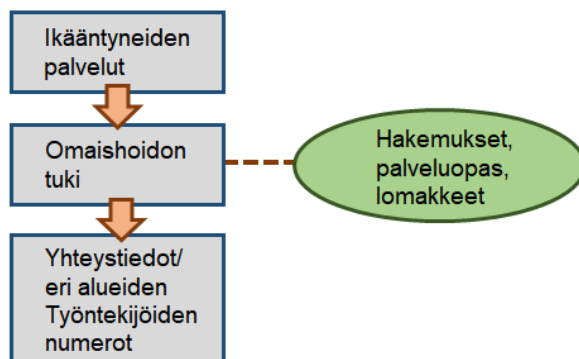 Ikääntyneiden
palvelut
Omaishoidon
tuki
Hakemukset,
palveluopas,
lomakkeet
Yhteystiedot/
eri alueiden
Työntekijöiden
numerot